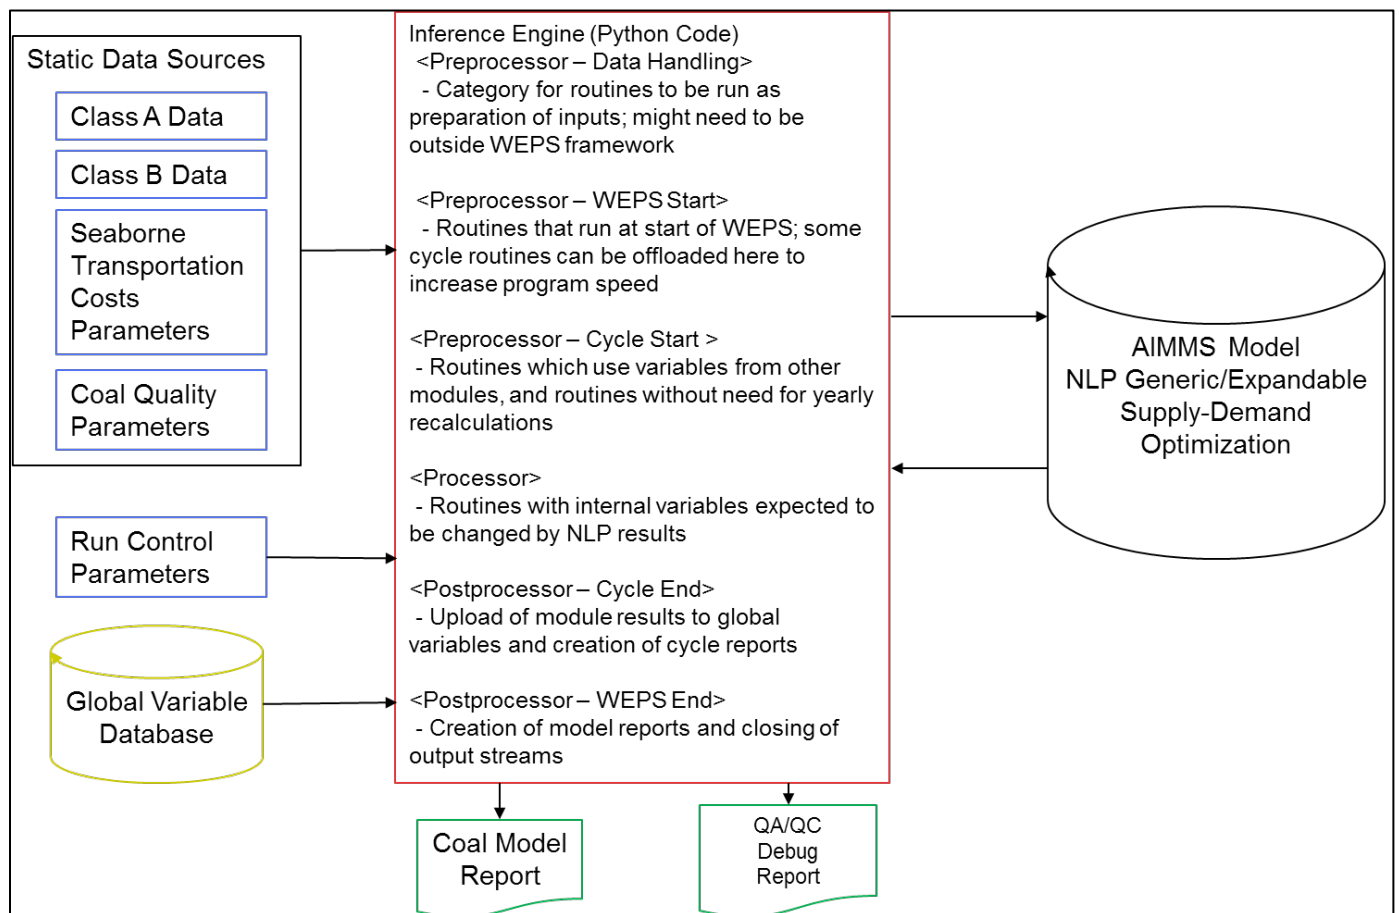 Static Data Sources
Class A Data
Class B Data
Seaborne
Transportation
Costs
Parameters
Coal Quality
Parameters
Run Control
Parameters
Global Variable
Database
Inference Engine (Python Code)
<Preprocessor – Data Handling>
- Category for routines to be run as
preparation of inputs; might need to be
outside WEPS framework
<Preprocessor – WEPS Start>
- Routines that run at start of WEPS; some
cycle routines can be offloaded here to
increase program speed
<Preprocessor – Cycle Start >
- Routines which use variables from other
modules, and routines without need for yearly
recalculations
<Processor>
- Routines with internal variables expected to
be changed by NLP results
<Postprocessor – Cycle End>
- Upload of module results to global
variables and creation of cycle reports
<Postprocessor – WEPS End>
- Creation of model reports and closing of
output streams
AIMMS Model
NLP Generic/Expandable
Supply-Demand
Optimization
Coal Model
Report
QA/QC
Debug
Report